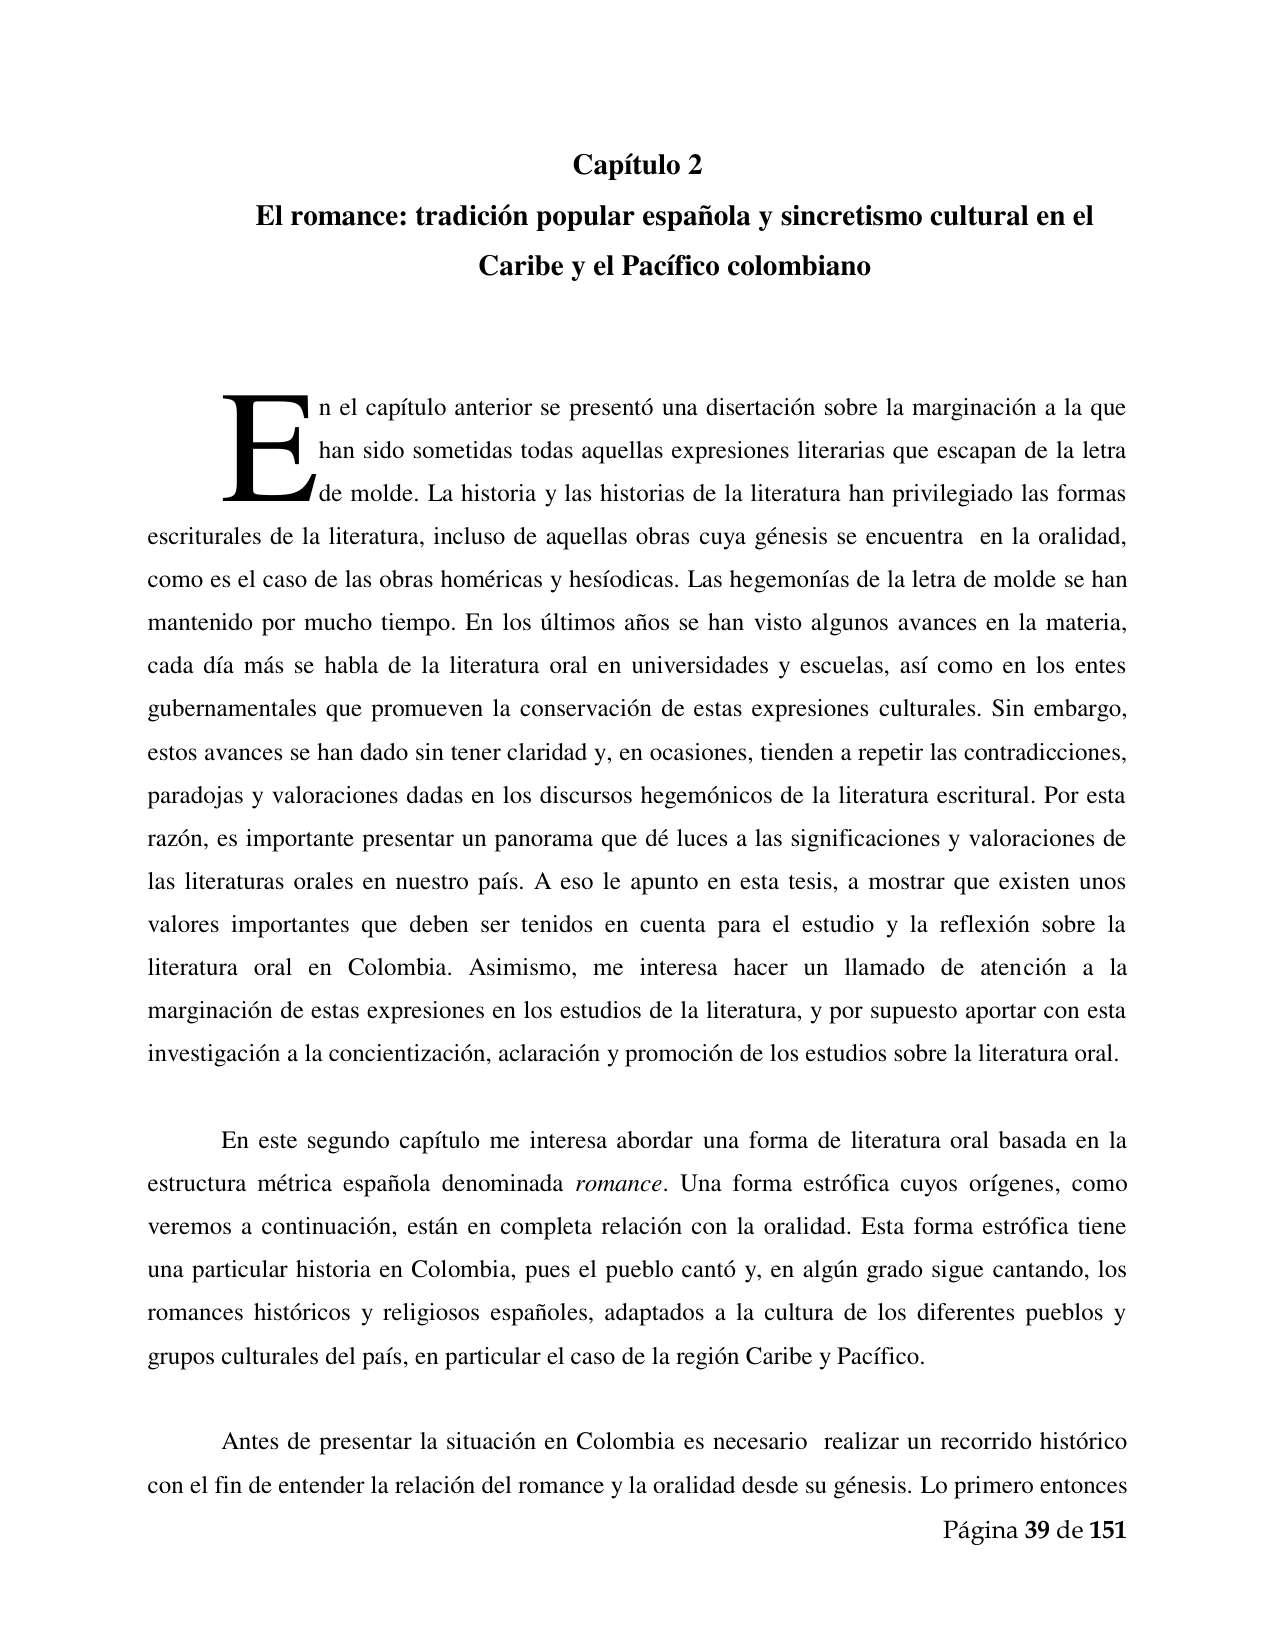 Capítulo 2
El romance: tradición popular española y sincretismo cultural en el
Caribe y el Pacífico colombiano
En el capítulo anterior se presentó una disertación sobre la marginación a la que
han sido sometidas todas aquellas expresiones literarias que escapan de la letra
de molde. La historia y las historias de la literatura han privilegiado las formas
escriturales de la literatura, incluso de aquellas obras cuya génesis se encuentra  en la oralidad,
como es el caso de las obras homéricas y hesíodicas. Las hegemonías de la letra de molde se han
mantenido por mucho tiempo. En los últimos años se han visto algunos avances en la materia,
cada día más se habla de la literatura oral en universidades y escuelas, así como en los entes
gubernamentales que promueven la conservación de estas expresiones culturales. Sin embargo,
estos avances se han dado sin tener claridad y, en ocasiones, tienden a repetir las contradicciones,
paradojas y valoraciones dadas en los discursos hegemónicos de la literatura escritural. Por esta
razón, es importante presentar un panorama que dé luces a las significaciones y valoraciones de
las literaturas orales en nuestro país. A eso le apunto en esta tesis, a mostrar que existen unos
valores importantes que deben ser tenidos en cuenta para el estudio y la reflexión sobre la
literatura oral en Colombia. Asimismo, me interesa hacer un llamado de atención a la
marginación de estas expresiones en los estudios de la literatura, y por supuesto aportar con esta
investigación a la concientización, aclaración y promoción de los estudios sobre la literatura oral.
En este segundo capítulo me interesa abordar una forma de literatura oral basada en la
estructura métrica española denominada romance. Una forma estrófica cuyos orígenes, como
veremos a continuación, están en completa relación con la oralidad. Esta forma estrófica tiene
una particular historia en Colombia, pues el pueblo cantó y, en algún grado sigue cantando, los
romances históricos y religiosos españoles, adaptados a la cultura de los diferentes pueblos y
grupos culturales del país, en particular el caso de la región Caribe y Pacífico.
Antes de presentar la situación en Colombia es necesario  realizar un recorrido histórico
con el fin de entender la relación del romance y la oralidad desde su génesis. Lo primero entonces
Página 39 de 151